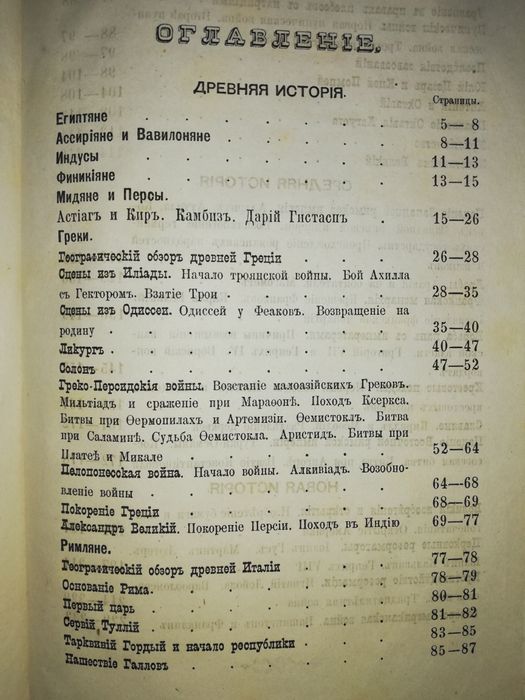 ОГЛАВЛЕНІЕ.
ДРЕВНЯЯ ИСТОРІЯ.
Страницы.
Египтяне . . . . . . . 5— 8
Ассиріяне и Вавилоняне . . . . . 8—11
Индусы . . . . . . . 11—13
Финикіяне . . . . . . . 13—15
Мидяне и Персы.
Астіагъ и Киръ. Камбизъ. Дарій Гистаспъ . 15—26
Греки.
Географическій обзоръ древней Греціи . . . 26—28
Сцены изъ Иліады. Начало троянской войны. Бой Ахилла
съ Гекторомъ. Взятіе Трои . . . . . 28—35
Сцены изъ Одиссеи. Одиссей у Феаковъ. Возвращеніе на
родину . . . . . . . 35—40
Ликургъ . . . . . . . 40—47
Солонъ . . . . . . . 47—52
Греко-Персидскія войны. Возстаніе малоазійскихъ Грековъ.
Мильтіадъ и сраженіе при Мараѳонѣ. Походъ Ксеркса.
Битвы при Ѳермопилахъ и Артемизіи. Ѳемистоклъ. Битва
при Саламинѣ. Судьба Ѳемистокла. Аристидъ. Битвы при
Платеѣ и Микале . . . . . . 52—64
Пелопонесская война. Начало войны. Алкивіадъ. Возобно-
вленіе войны . . . . . . 64—68
Покореніе Греціи . . . . . . 68—69
Александръ Великій. Покореніе Персіи. Походъ въ Индію 69—77
Римляне.
Географическій обзоръ древней Италіи . . . 77—78
Основаніе Рима. . . . . . . 78—79
Первый царь . . . . . . 80—81
Сервій Туллій . . . . . . 81—82
Тарквиній Гордый и начало республики . . . 83—85
Нашествіе Галловъ . . . . . . 85—87